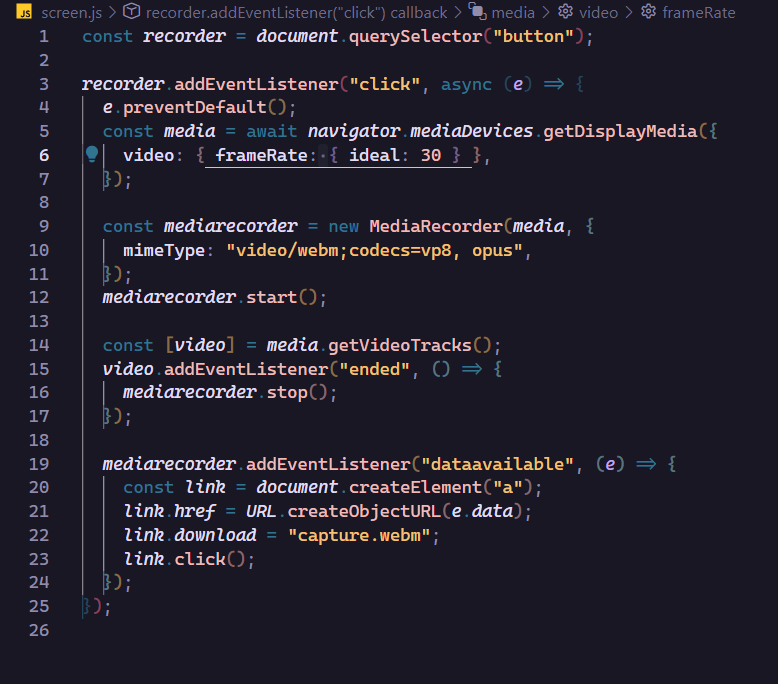 JS screen.js > recorder.addEventListener("click") callback > media > video > frameRate
1 const recorder = document.querySelector("button");
2
3 recorder.addEventListener("click", async (e) => {
4 e.preventDefault();
5 const media = await navigator.mediaDevices.getDisplayMedia({
6 video: { frameRate: { ideal: 30 } },
7 });
8
9 const mediarecorder = new MediaRecorder(media, {
10 mimeType: "video/webm;codecs=vp8, opus",
11 });
12 mediarecorder.start();
13
14 const [video] = media.getVideoTracks();
15 video.addEventListener("ended", () => {
16 mediarecorder.stop();
17 });
18
19 mediarecorder.addEventListener("dataavailable", (e) => {
20 const link = document.createElement("a");
21 link.href = URL.createObjectURL(e.data);
22 link.download = "capture.webm";
23 link.click();
24 });
25 });
26